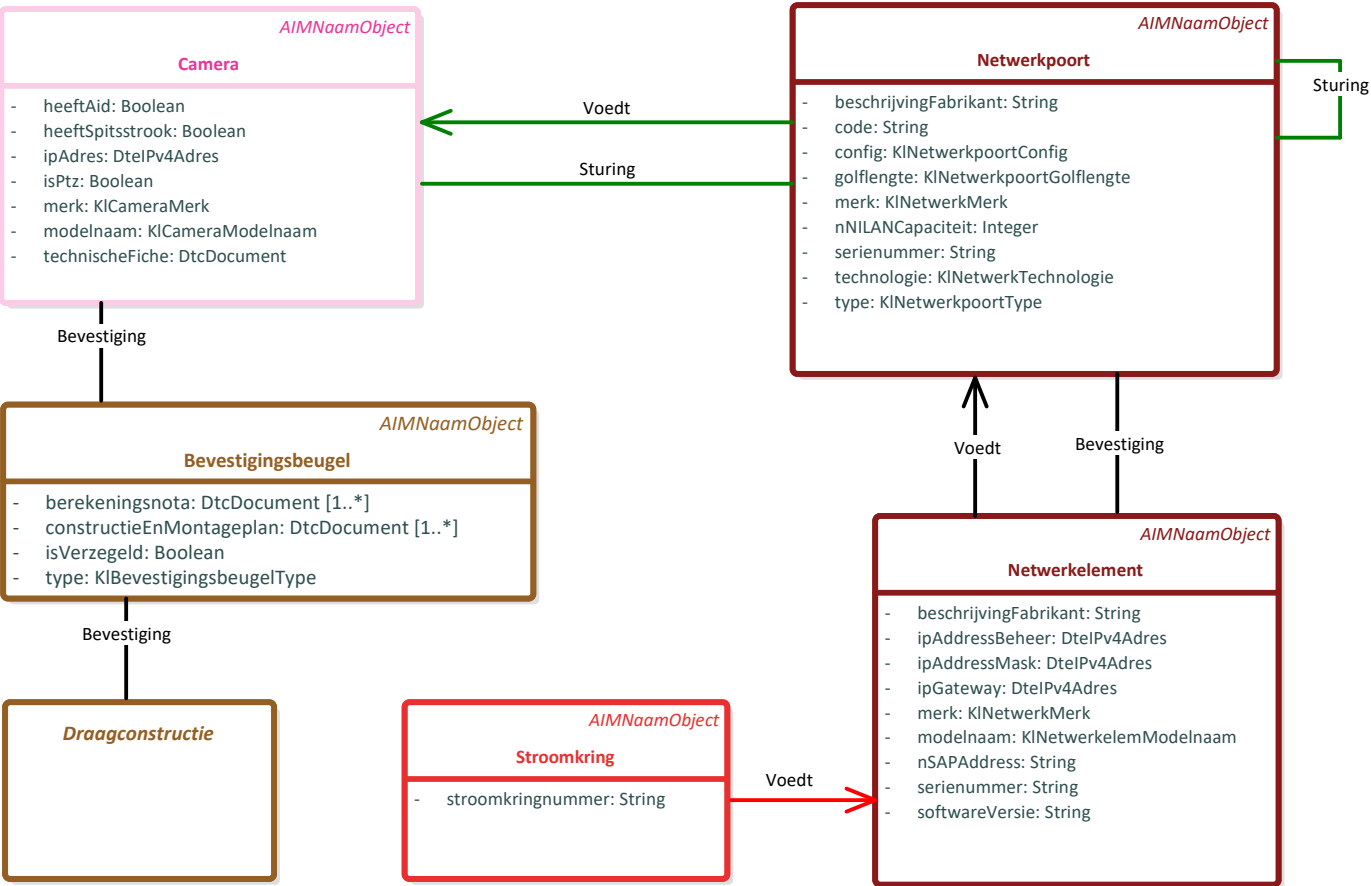 AIMNaamObject
Camera
- heeftAid: Boolean
- heeftSpitsstrook: Boolean
- ipAdres: DteIPv4Adres
- isPtz: Boolean
- merk: KlCameraMerk
- modelnaam: KlCameraModelnaam
- technischeFiche: DtcDocument
Voedt
Sturing
AIMNaamObject
Netwerkpoort
- beschrijvingFabrikant: String
- code: String
- config: KlNetwerkpoortConfig
- golflengte: KlNetwerkpoortGolflengte
- merk: KlNetwerkMerk
- nNILANCapaciteit: Integer
- serienummer: String
- technologie: KlNetwerkTechnologie
- type: KlNetwerkpoortType
Sturing
Bevestiging
AIMNaamObject
Bevestigingsbeugel
- berekeningsnota: DtcDocument [1..*]
- constructieEnMontageplan: DtcDocument [1..*]
- isVerzegeld: Boolean
- type: KlBevestigingsbeugelType
Voedt
Bevestiging
Bevestiging
Draagconstructie
AIMNaamObject
Stroomkring
- stroomkringnummer: String
Voedt
AIMNaamObject
Netwerkelement
- beschrijvingFabrikant: String
- ipAddressBeheer: DteIPv4Adres
- ipAddressMask: DteIPv4Adres
- ipGateway: DteIPv4Adres
- merk: KlNetwerkMerk
- modelnaam: KlNetwerkelemModelnaam
- nSAPAddress: String
- serienummer: String
- softwareVersie: String